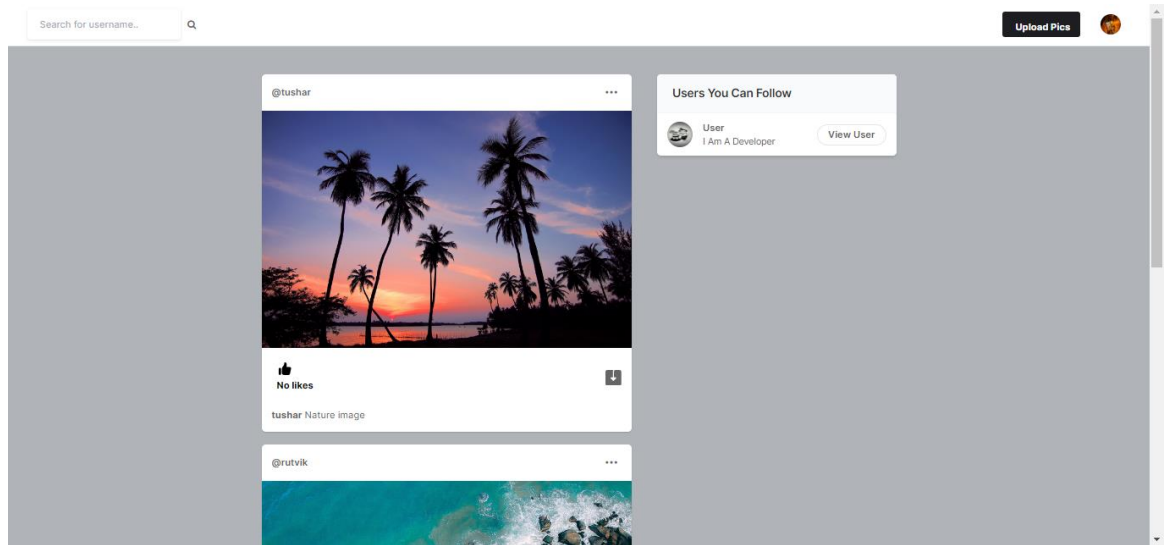 Search for username..
Upload Pics
@tushar
Users You Can Follow
User
I Am A Developer
View User
No likes
tushar Nature image
@rutvik